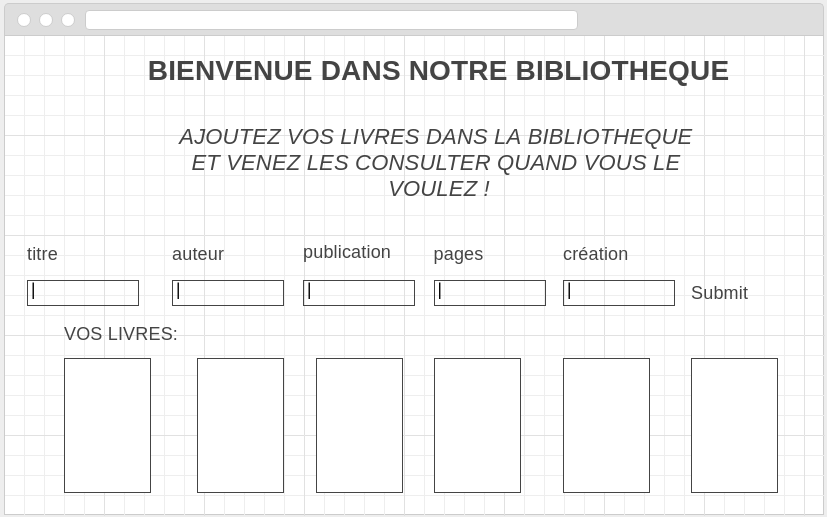 BIENVENUE DANS NOTRE BIBLIOTHEQUE
AJOUTEZ VOS LIVRES DANS LA BIBLIOTHEQUE
ET VENEZ LES CONSULTER QUAND VOUS LE
VOULEZ !
titre auteur publication pages création
Submit
VOS LIVRES: